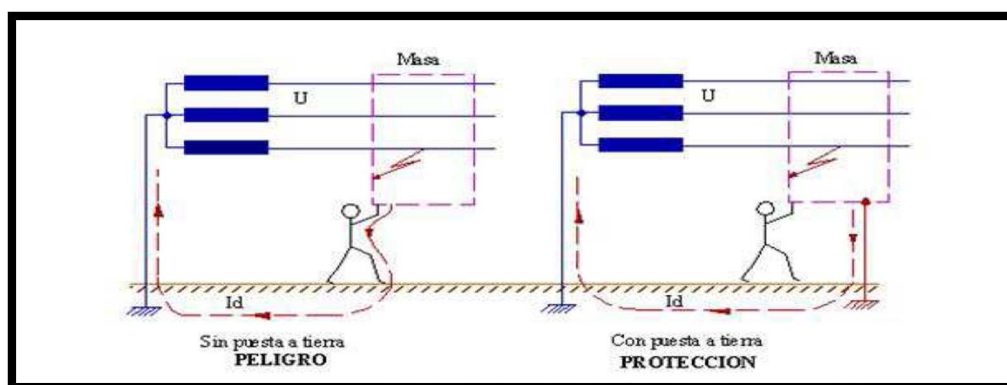 Masa
U
Id
Sin puesta a tierra
PELIGRO
Masa
U
Id
Con puesta a tierra
PROTECCION